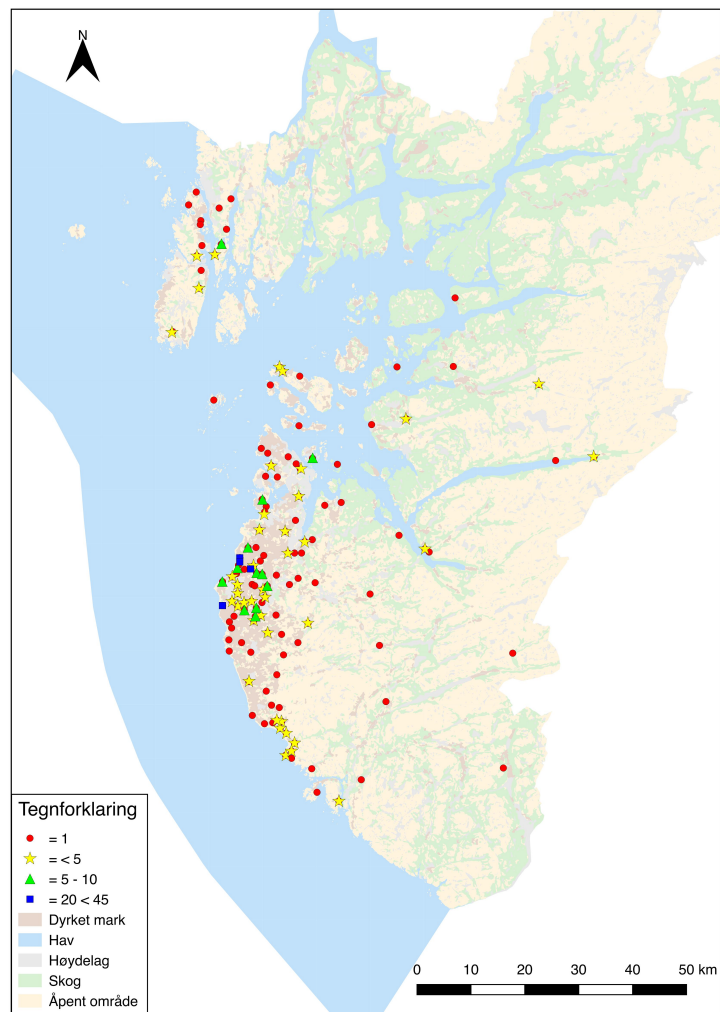 N
Tegnforklaring
= 1
= < 5
= 5 - 10
= 20 < 45
Dyrket mark
Hav
Høydelag
Skog
Åpent område
0 10 20 30 40 50 km